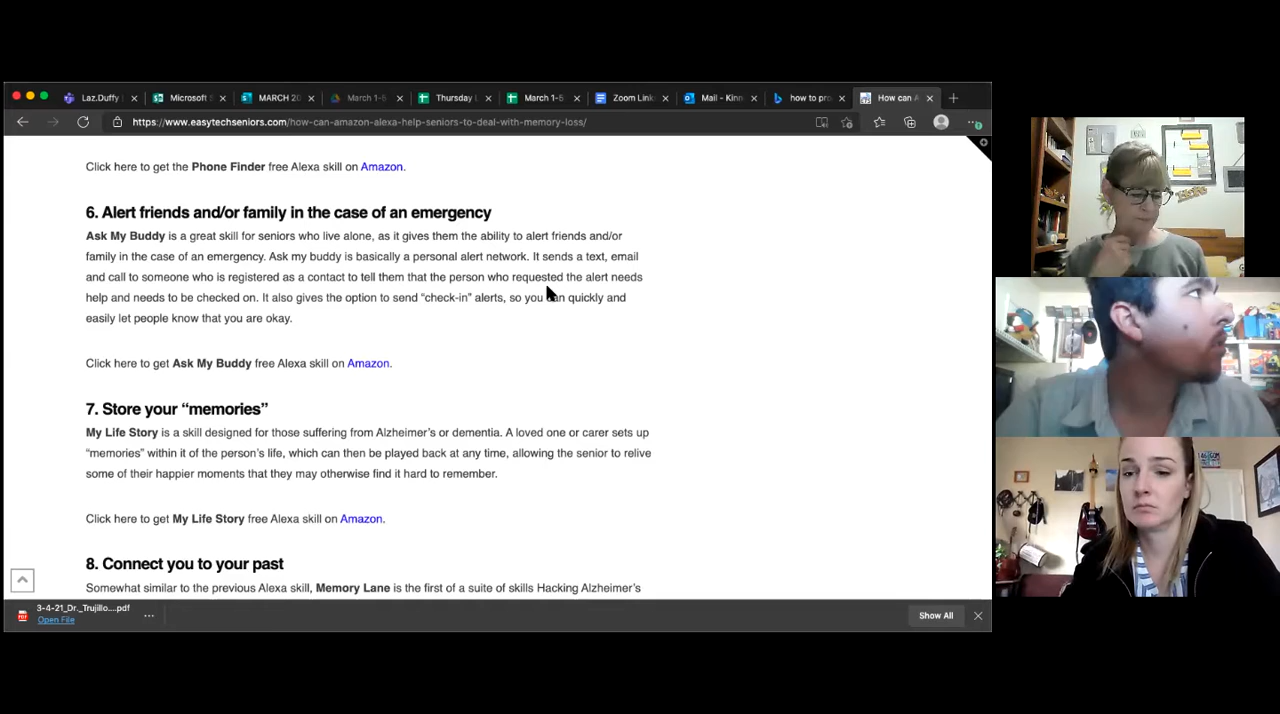 Laz.Duffy
Microsoft S
MARCH 20
March 1-5
Thursday L
March 1-5
Zoom Link
Mail - Kinn
how to pro
How can A
https://www.easytechseniors.com/how-can-amazon-alexa-help-seniors-to-deal-with-memory-loss/
Click here to get the Phone Finder free Alexa skill on Amazon.
6. Alert friends and/or family in the case of an emergency
Ask My Buddy is a great skill for seniors who live alone, as it gives them the ability to alert friends and/or
family in the case of an emergency. Ask my buddy is basically a personal alert network. It sends a text, email
and call to someone who is registered as a contact to tell them that the person who requested the alert needs
help and needs to be checked on. It also gives the option to send “check-in” alerts, so you can quickly and
easily let people know that you are okay.
Click here to get Ask My Buddy free Alexa skill on Amazon.
7. Store your “memories”
My Life Story is a skill designed for those suffering from Alzheimer’s or dementia. A loved one or carer sets up
“memories” within it of the person’s life, which can then be played back at any time, allowing the senior to relive
some of their happier moments that they may otherwise find it hard to remember.
Click here to get My Life Story free Alexa skill on Amazon.
8. Connect you to your past
Somewhat similar to the previous Alexa skill, Memory Lane is the first of a suite of skills Hacking Alzheimer’s
3-4-21_Dr._Trujillo....pdf
Open File
Show All